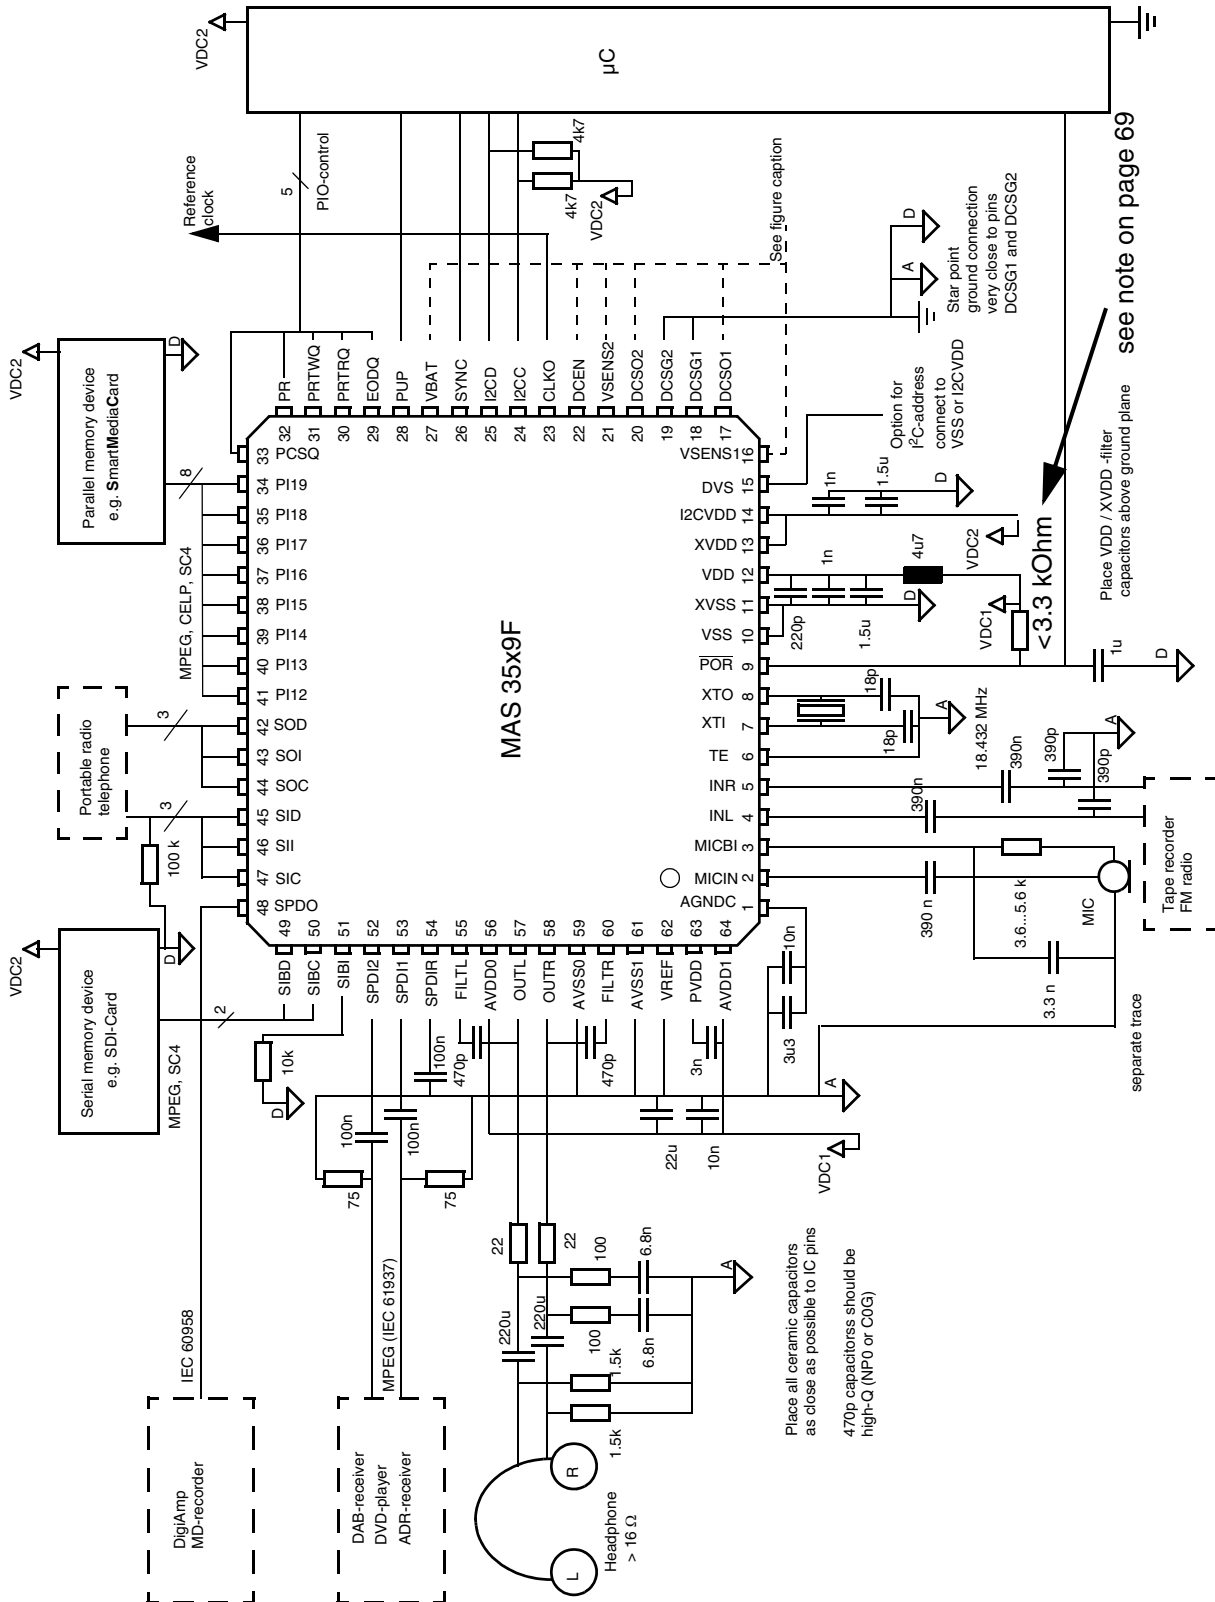 VDC2
µC
Reference
clock
5
PIO-control
4k7
4k7
VDC2
See figure caption
VDC2
Parallel memory device
e.g. SmartMediaCard
D
8
MPEG, CELP, SC4
Portable radio
telephone
3
3
100 k
D
VDC2
Serial memory device
e.g. SDI-Card
2
MPEG, SC4
10k
D
MAS 35x9F
32 PR
31 PRTWQ
30 PRTRQ
29 EODQ
28 PUP
27 VBAT
26 SYNC
25 I2CD
24 I2CC
23 CLKO
22 DCEN
21 VSENS2
20 DCSO2
19 DCSG2
18 DCSG1
17 DCSO1
33 PCSQ
34 PI19
35 PI18
36 PI17
37 PI16
38 PI15
39 PI14
40 PI13
41 PI12
42 SOD
43 SOI
44 SOC
45 SID
46 SII
47 SIC
48 SPDO
VSENS1 16
DVS 15
I2CVDD 14
XVDD 13
VDD 12
XVSS 11
VSS 10
POR 9
XTO 8
XTI 7
TE 6
INR 5
INL 4
MICBI 3
MICIN 2
AGNDC 1
49 SIBD
50 SIBC
51 SIBI
52 SPDI2
53 SPDI1
54 SPDIR
55 FILTL
56 AVDD0
57 OUTL
58 OUTR
59 AVSS0
60 FILTR
61 AVSS1
62 VREF
63 PVDD
64 AVDD1
A
D
Star point
ground connection
very close to pins
DCSG1 and DCSG2
Option for
I²C-address
connect to
VSS or I2CVDD
1n
1.5u
D
VDC2
220p
1n
1.5u
4u7
D
VDC1
<3.3 kOhm
see note on page 69
Place VDD / XVDD -filter
capacitors above ground plane
1u
D
18p
18p
A
18.432 MHz
390n
390n
390p
390p
A
Tape recorder
FM radio
390 n
3.6...5.6 k
MIC
3.3 n
separate trace
10n
3u3
A
VDC1
470p
100n
470p
3n
22u
10n
100n
100n
75
75
IEC 60958
MPEG (IEC 61937)
DigiAmp
MD-recorder
DAB-receiver
DVD-player
ADR-receiver
22
22
220u
220u
100
6.8n
100
6.8n
1.5k
1.5k
A
L
R
Headphone
> 16 Ω
Place all ceramic capacitors
as close as possible to IC pins
470p capacitorss should be
high-Q (NP0 or C0G)